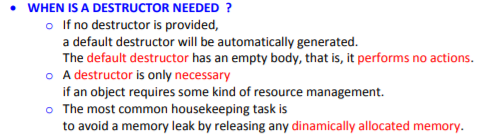 • WHEN IS A DESTRUCTOR NEEDED ?
o If no destructor is provided,
a default destructor will be automatically generated.
The default destructor has an empty body, that is, it performs no actions.
o A destructor is only necessary
if an object requires some kind of resource management.
o The most common housekeeping task is
to avoid a memory leak by releasing any dinamically allocated memory.